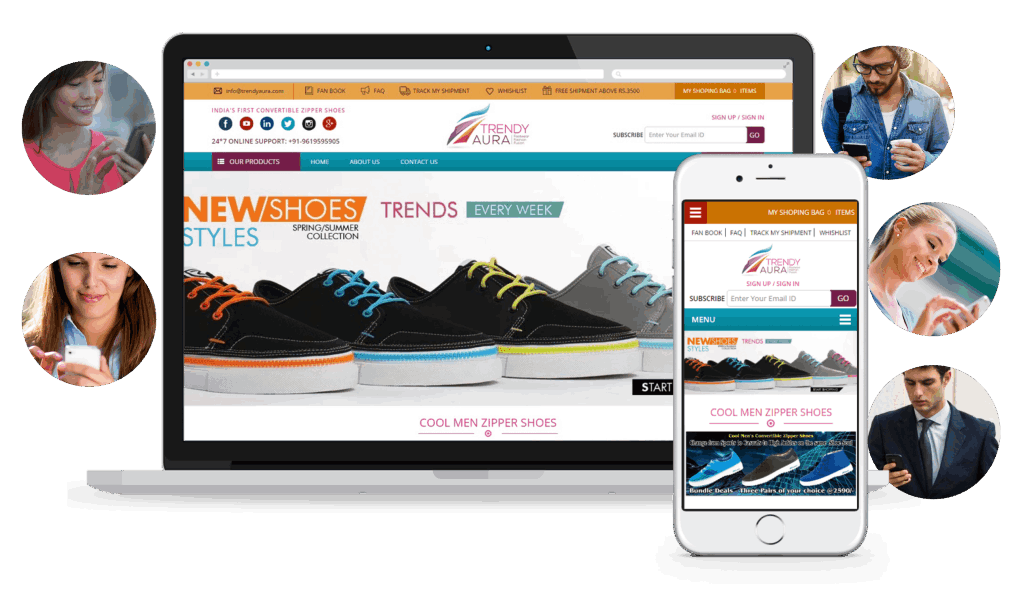 info@trendyaura.com FAN BOOK FAQ TRACK MY SHIPMENT WHISHLIST FREE SHIPMENT ABOVE RS.2500 MY SHOPING BAG 0 ITEMS
INDIA'S FIRST CONVERTIBLE ZIPPER SHOES
24*7 ONLINE SUPPORT: +91-9619595905
TRENDY
AURA
SIGN UP / SIGN IN
SUBSCRIBE Enter Your Email ID GO
OUR PRODUCTS HOME ABOUT US CONTACT US
NEW/SHOES/
STYLES
SPRING/SUMMER
COLLECTION
TRENDS EVERY WEEK
START
COOL MEN ZIPPER SHOES
MY SHOPING BAG 0 ITEMS
FAN BOOK | FAQ | TRACK MY SHIPMENT | WHISHLIST
TRENDY
AURA
SIGN UP / SIGN IN
SUBSCRIBE Enter Your Email ID GO
MENU
NEW/SHOES/
STYLES
TRENDS
COOL MEN ZIPPER SHOES
Cool Men's Convertible Zipper Shoes
Bundle Deals - Three Pairs of your choice @2590/-